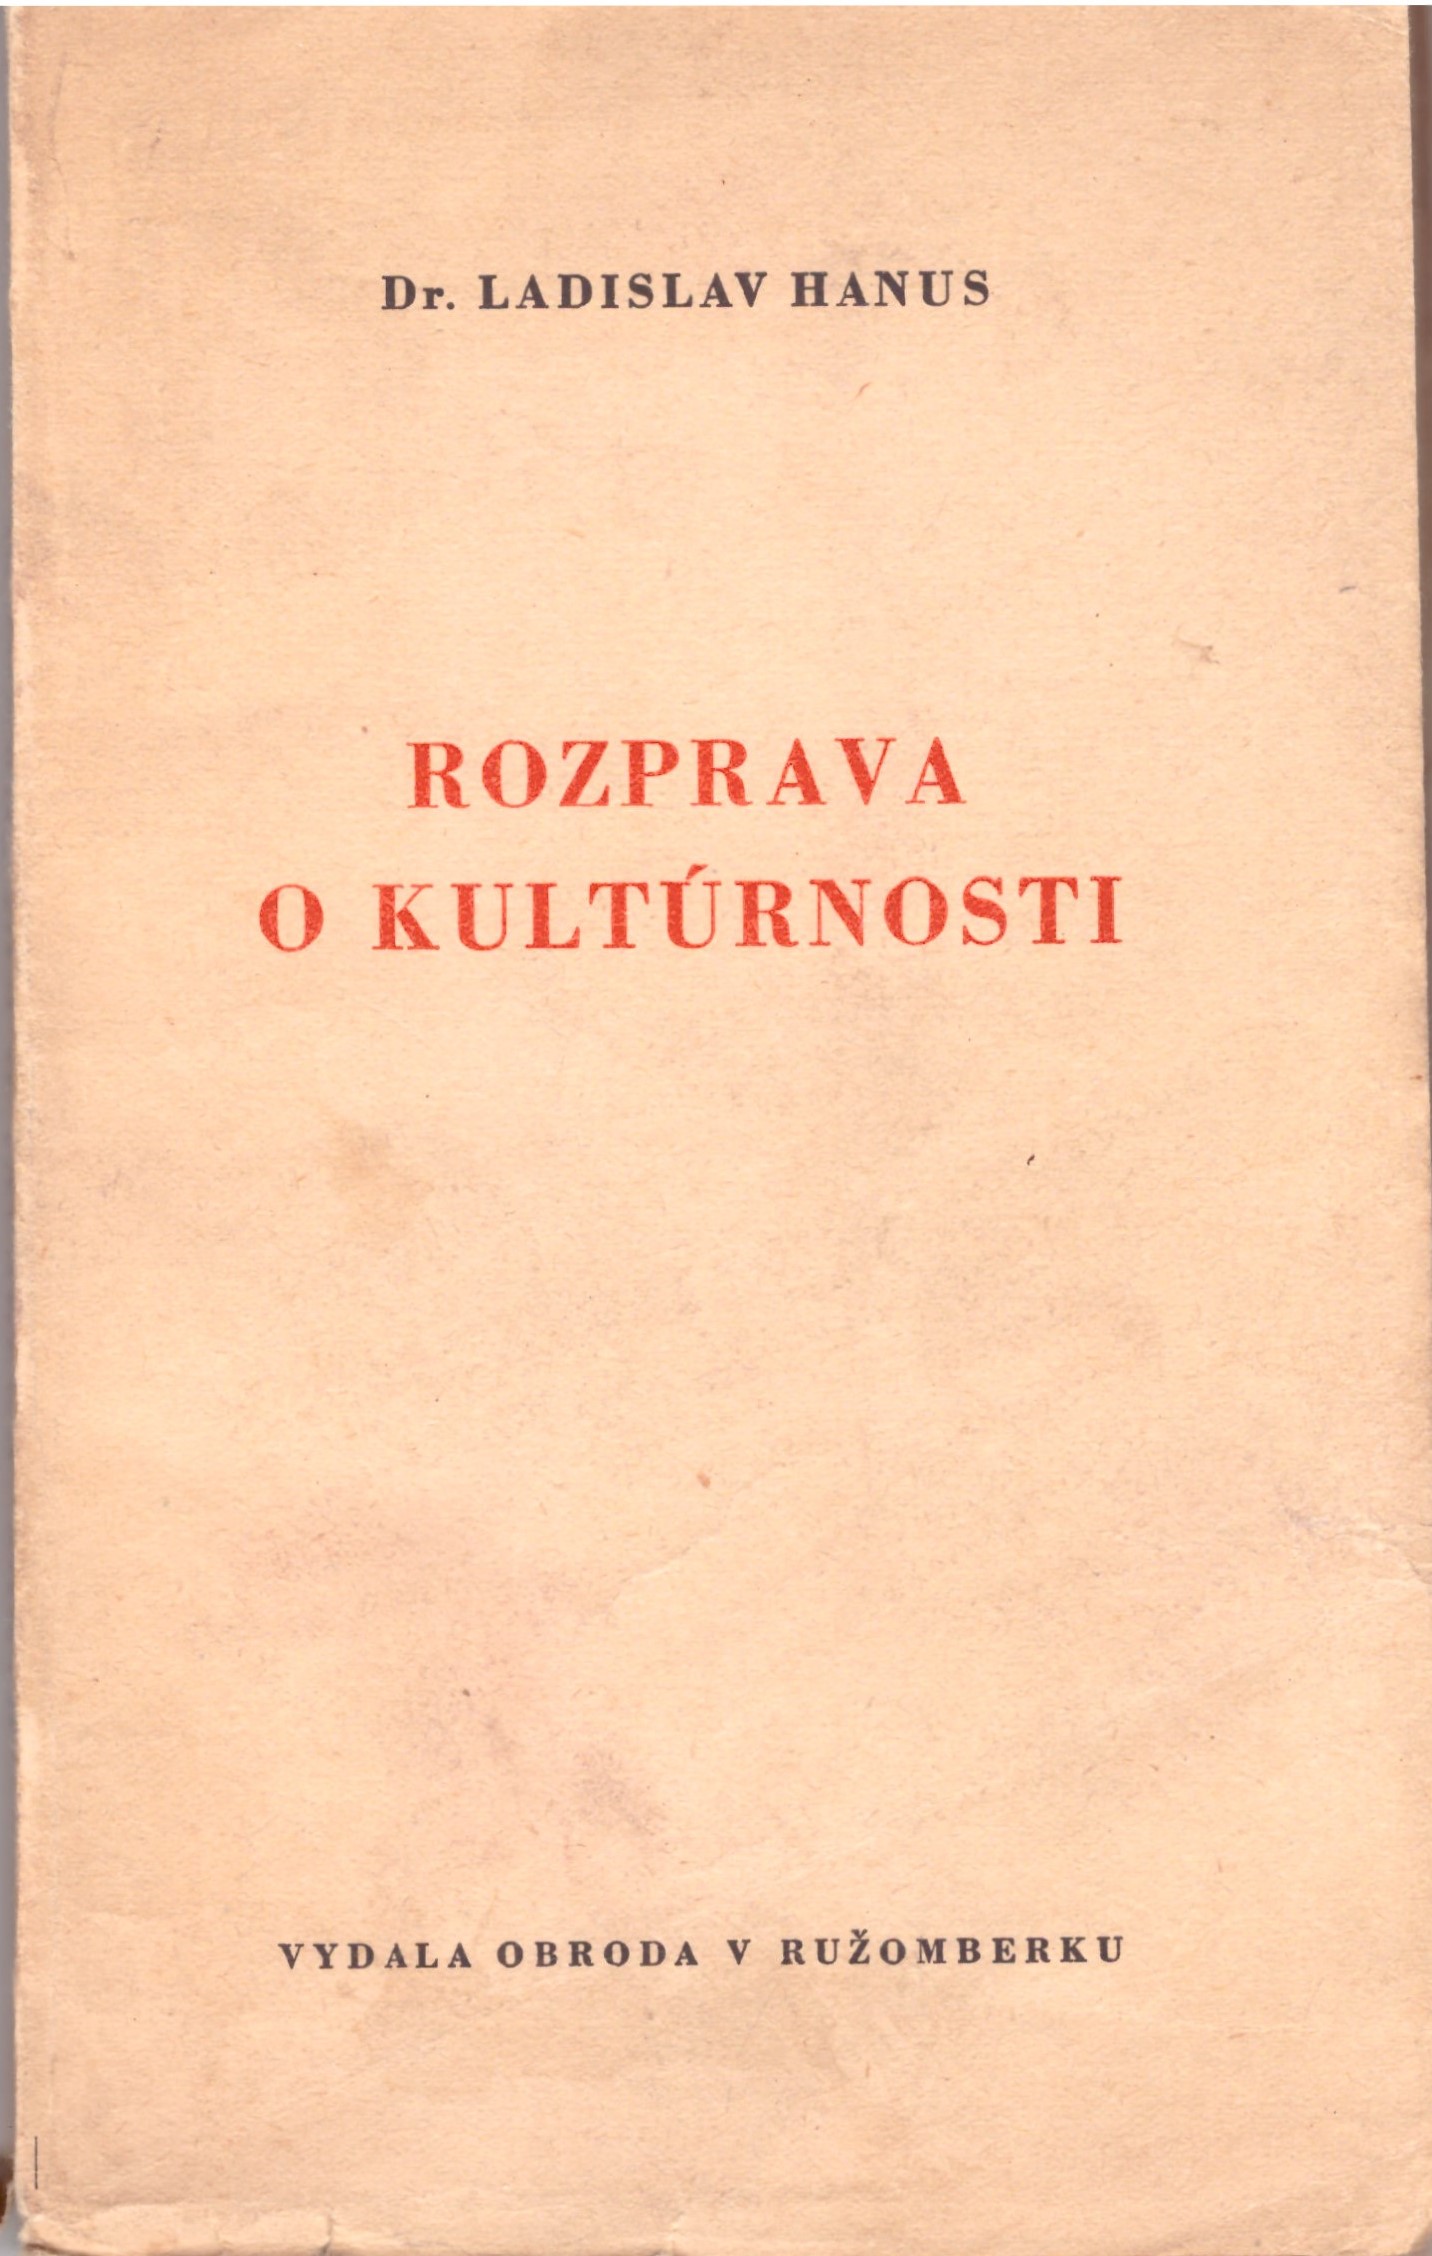 Dr. LADISLAV HANUS
ROZPRAVA
O KULTÚRNOSTI
VYDALA OBRODA V RUŽOMBERKU